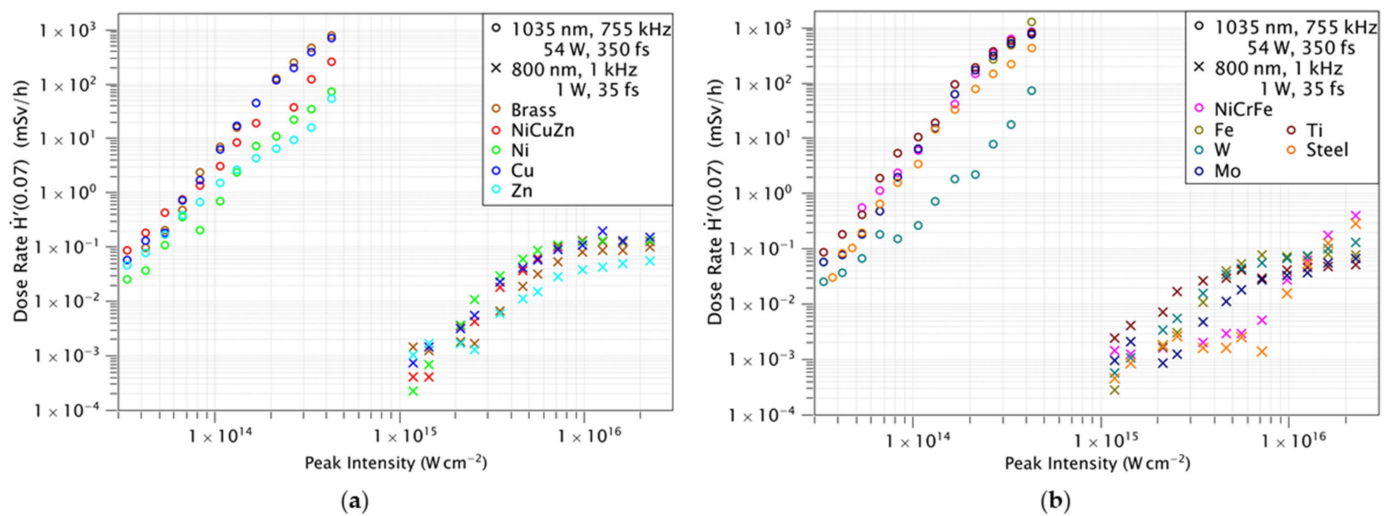 1035 nm, 755 kHz
54 W, 350 fs
800 nm, 1 kHz
1 W, 35 fs
Brass
NiCuZn
Ni
Cu
Zn
Dose Rate Ḣ′(0.07) (mSv/h)
1 × 10³
1 × 10²
1 × 10¹
1 × 10⁰
1 × 10⁻¹
1 × 10⁻²
1 × 10⁻³
1 × 10⁻⁴
1 × 10¹⁴
1 × 10¹⁵
1 × 10¹⁶
Peak Intensity (W cm⁻²)
(a)
1035 nm, 755 kHz
54 W, 350 fs
800 nm, 1 kHz
1 W, 35 fs
NiCrFe
Fe Ti
W Steel
Mo
Dose Rate Ḣ′(0.07) (mSv/h)
1 × 10³
1 × 10²
1 × 10¹
1 × 10⁰
1 × 10⁻¹
1 × 10⁻²
1 × 10⁻³
1 × 10⁻⁴
1 × 10¹⁴
1 × 10¹⁵
1 × 10¹⁶
Peak Intensity (W cm⁻²)
(b)